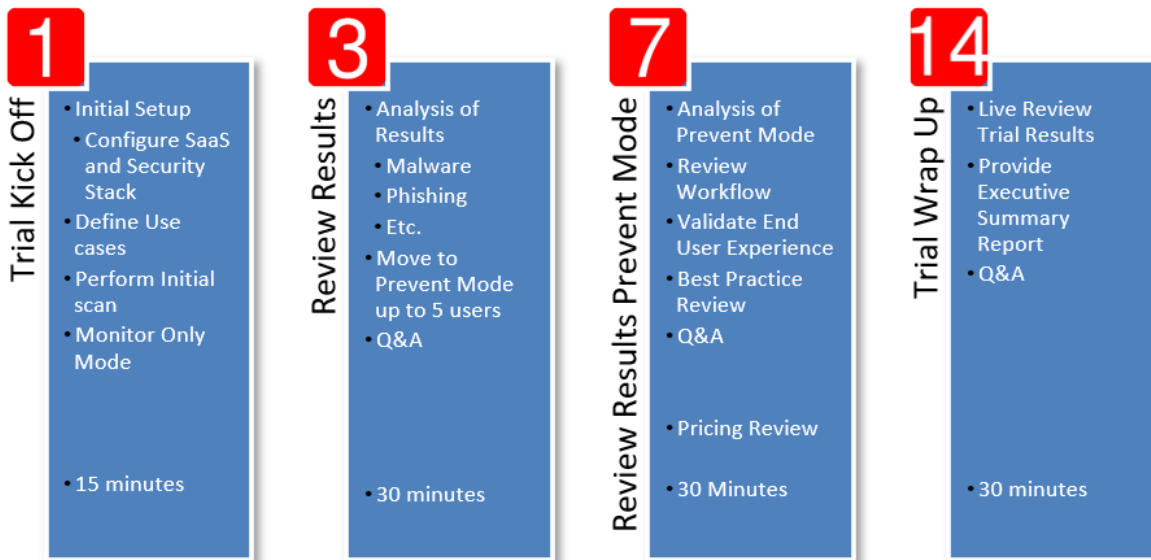 1
Trial Kick Off
• Initial Setup
• Configure SaaS
and Security
Stack
• Define Use
cases
• Perform Initial
scan
• Monitor Only
Mode
• 15 minutes
3
Review Results
• Analysis of
Results
• Malware
• Phishing
• Etc.
• Move to
Prevent Mode
up to 5 users
• Q&A
• 30 minutes
7
Review Results Prevent Mode
• Analysis of
Prevent Mode
• Review
Workflow
• Validate End
User Experience
• Best Practice
Review
• Q&A
• Pricing Review
• 30 Minutes
14
Trial Wrap Up
• Live Review
Trial Results
• Provide
Executive
Summary
Report
• Q&A
• 30 minutes